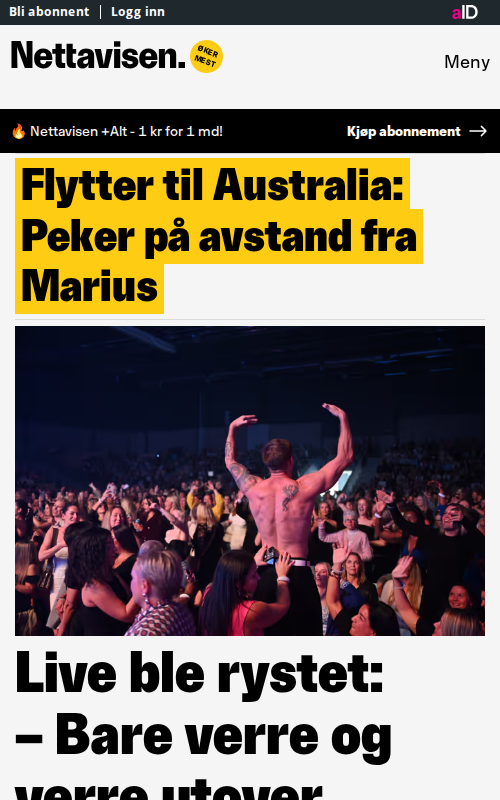 Bli abonnent | Logg inn
aID
Nettavisen.
ØKER
MEST
Meny
Nettavisen +Alt - 1 kr for 1 md!
Kjøp abonnement
Flytter til Australia:
Peker på avstand fra
Marius
Live ble rystet:
– Bare verre og
verre utover